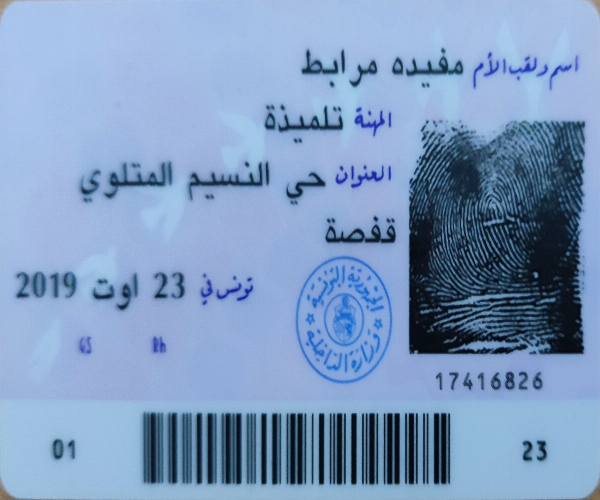 اسم ولقب الأم مفيده مرابط
المهنة تلميذة
العنوان حي النسيم المتلوي
قفصة
تونس في 23 اوت 2019
GS Rh
الجمهورية التونسية
وزارة الداخلية
17416826
01 23